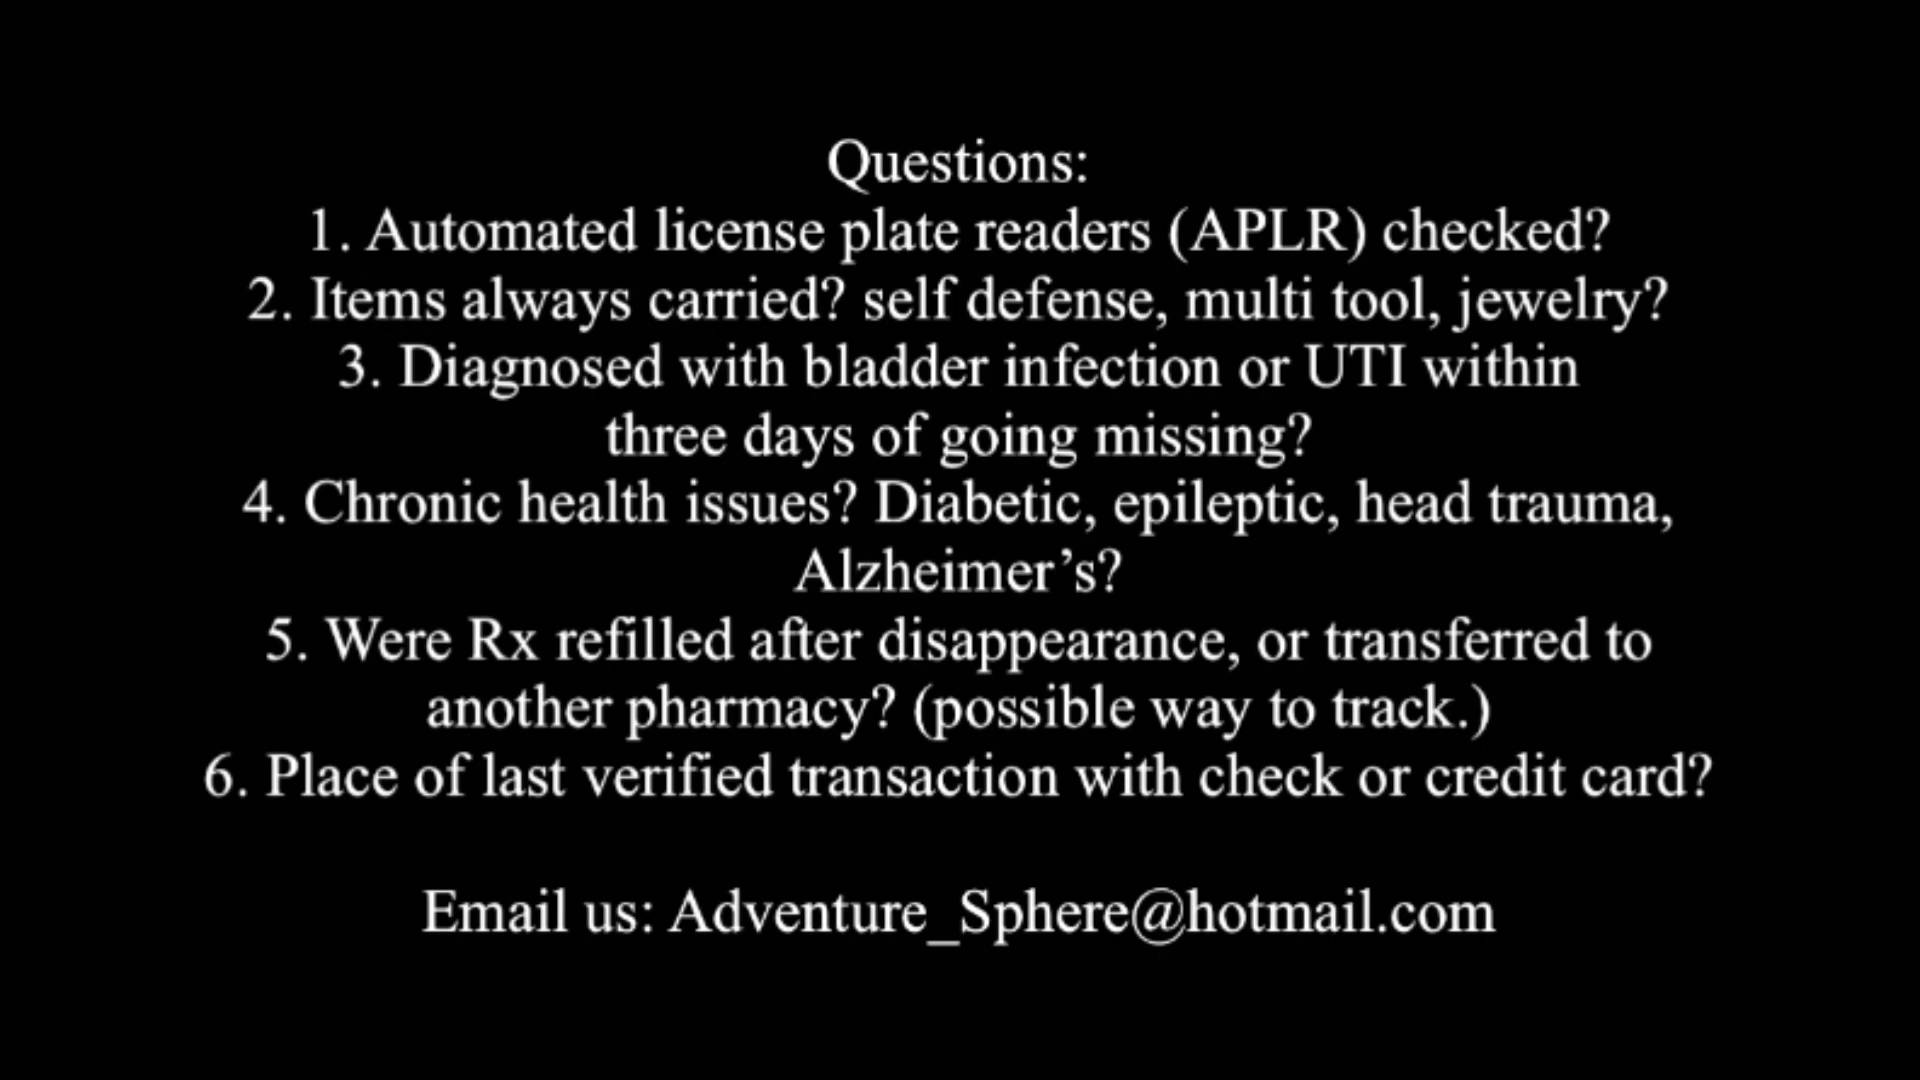 Questions:
1. Automated license plate readers (APLR) checked?
2. Items always carried? self defense, multi tool, jewelry?
3. Diagnosed with bladder infection or UTI within
three days of going missing?
4. Chronic health issues? Diabetic, epileptic, head trauma,
Alzheimer’s?
5. Were Rx refilled after disappearance, or transferred to
another pharmacy? (possible way to track.)
6. Place of last verified transaction with check or credit card?
Email us: Adventure_Sphere@hotmail.com